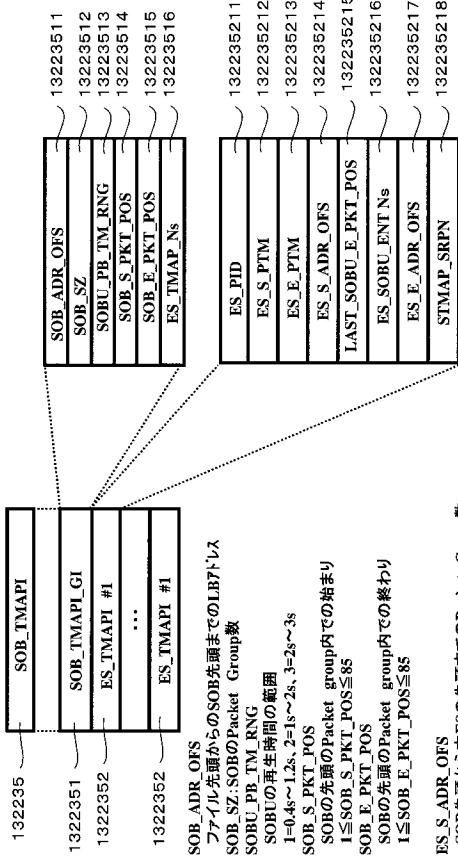 1322235
SOB_TMAPI
13222351
SOB_TMAPI_GI
13222352
ES_TMAPI #1
...
13222352
ES_TMAPI #1
SOB_ADR_OFS
13223511
SOB_SZ
13223512
SOBU_PB_TM_RNG
13223513
SOB_S_PKT_POS
13223514
SOB_E_PKT_POS
13223515
ES_TMAP_Ns
13223516
ES_PID
132235211
ES_S_PTM
132235212
ES_E_PTM
132235213
ES_S_ADR_OFS
132235214
LAST_SOBU_E_PKT_POS
132235215
ES_SOBU_ENT Ns
132235216
ES_E_ADR_OFS
132235217
STMAP_SRPN
132235218
SOB_ADR_OFS
ファイル先頭からのSOB先頭までのLBアドレス
SOB_SZ:SOBのPacket Group数
SOBU_PB_TM_RNG
SOBUの再生時間の範囲
1=0.4s~1.2s、2=1s~2s、3=2s~3s
SOB_S_PKT_POS
SOBの先頭のPacket group内での始まり
1≦SOB_S_PKT_POS≦85
SOB_E_PKT_POS
SOBの先頭のPacket group内での終わり
1≦SOB_E_PKT_POS≦85
ES_S_ADR_OFS